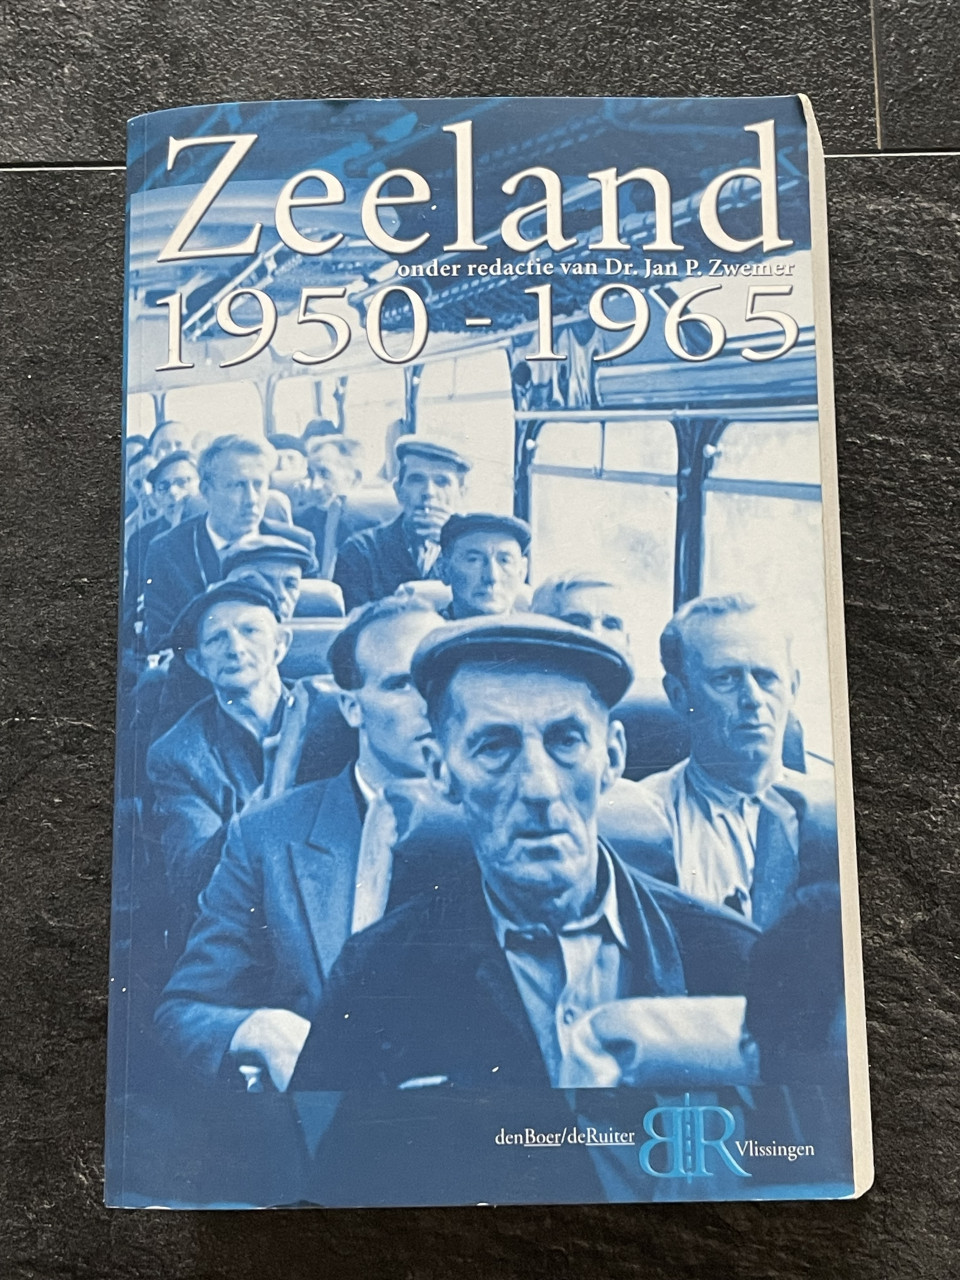 Zeeland
onder redactie van Dr. Jan P. Zwemer
1950 - 1965
denBoer/deRuiter BR Vlissingen